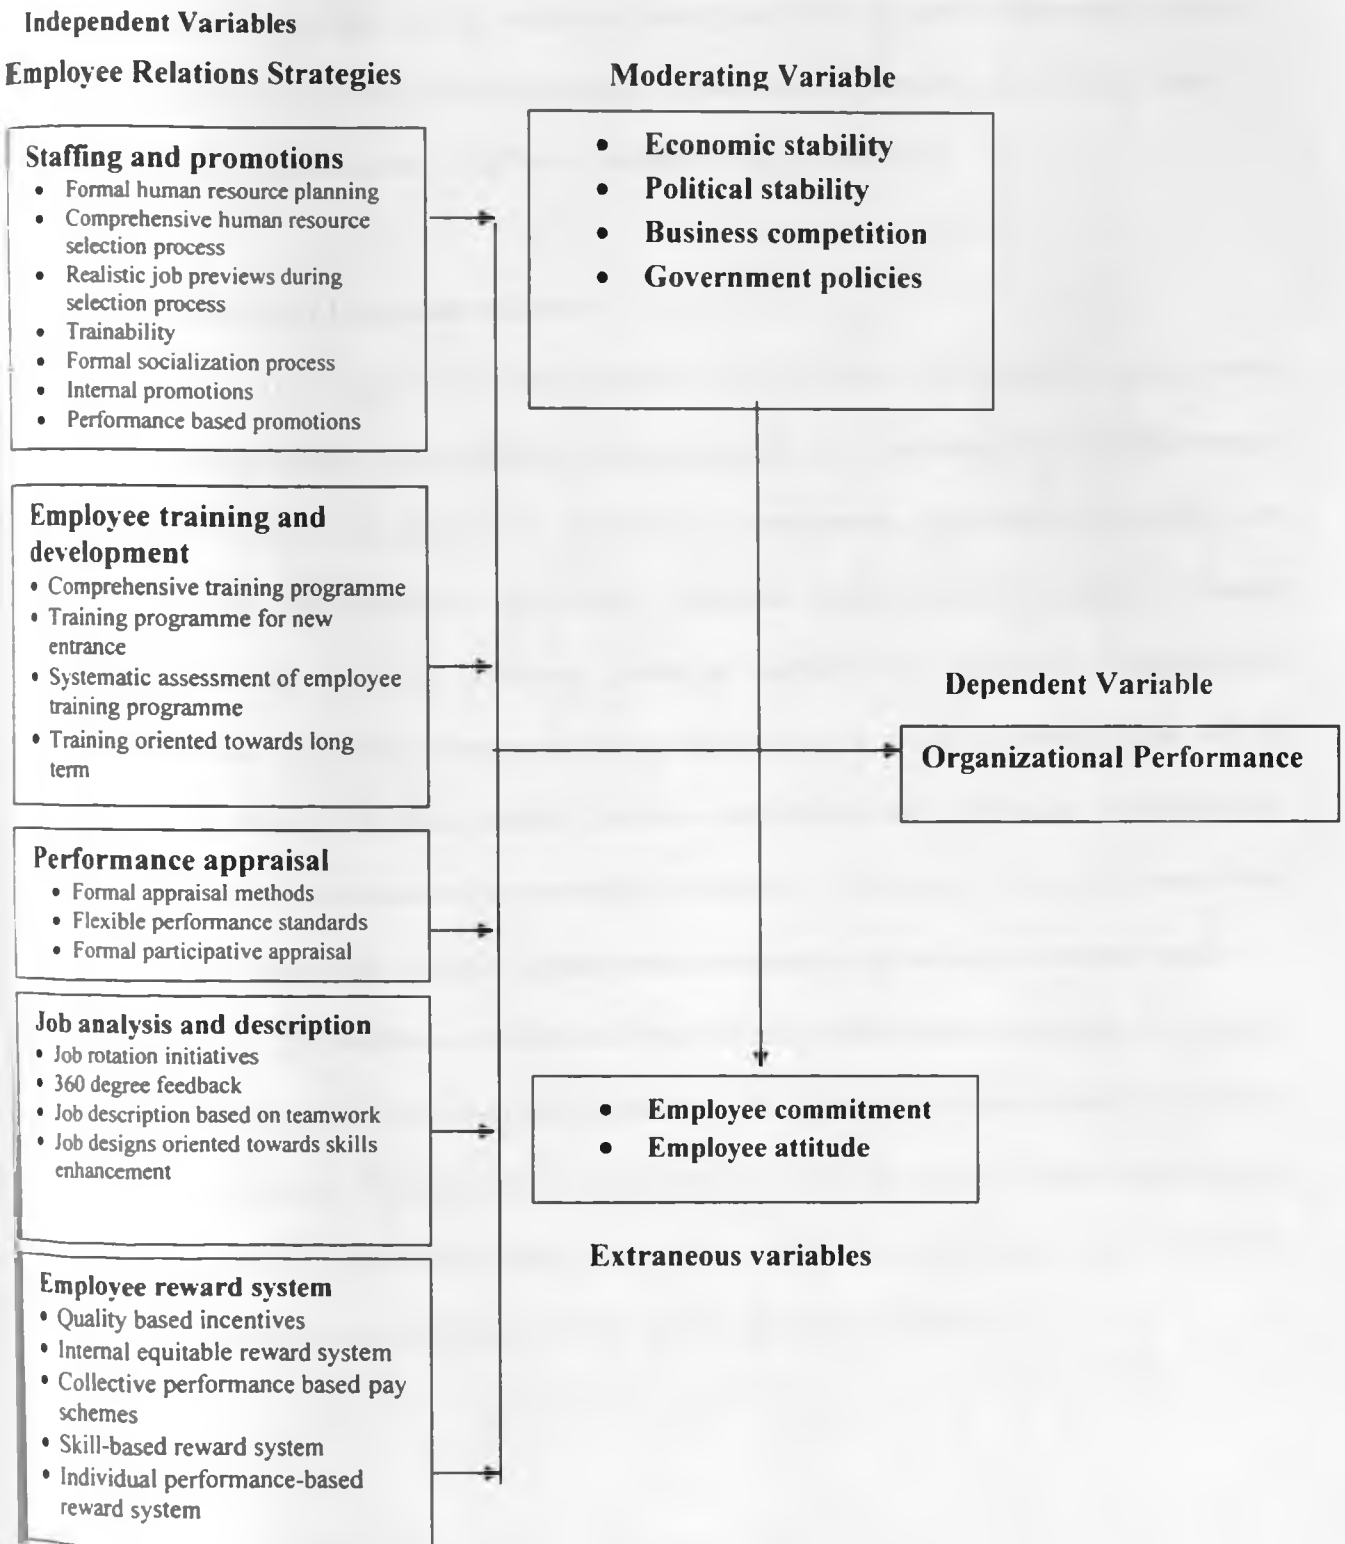 Independent Variables
Employee Relations Strategies
Staffing and promotions
• Formal human resource planning
• Comprehensive human resource
selection process
• Realistic job previews during
selection process
• Trainability
• Formal socialization process
• Internal promotions
• Performance based promotions
Employee training and
development
• Comprehensive training programme
• Training programme for new
entrance
• Systematic assessment of employee
training programme
• Training oriented towards long
term
Performance appraisal
• Formal appraisal methods
• Flexible performance standards
• Formal participative appraisal
Job analysis and description
• Job rotation initiatives
• 360 degree feedback
• Job description based on teamwork
• Job designs oriented towards skills
enhancement
Employee reward system
• Quality based incentives
• Internal equitable reward system
• Collective performance based pay
schemes
• Skill-based reward system
• Individual performance-based
reward system
Moderating Variable
• Economic stability
• Political stability
• Business competition
• Government policies
Dependent Variable
Organizational Performance
• Employee commitment
• Employee attitude
Extraneous variables